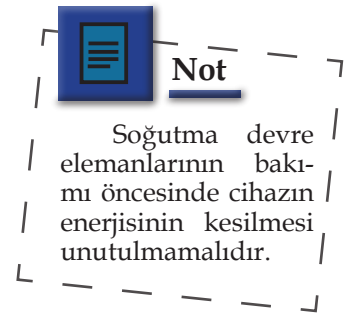 Not
Soğutma devre
elemanlarının bakı-
mı öncesinde cihazın
enerjisinin kesilmesi
unutulmamalıdır.